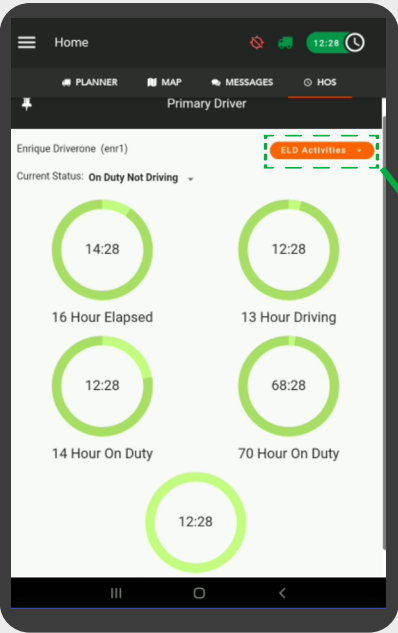 Home
12:28
PLANNER
MAP
MESSAGES
HOS
Primary Driver
Enrique Driverone (enr1)
ELD Activities
Current Status: On Duty Not Driving
14:28
12:28
16 Hour Elapsed
13 Hour Driving
12:28
68:28
14 Hour On Duty
70 Hour On Duty
12:28